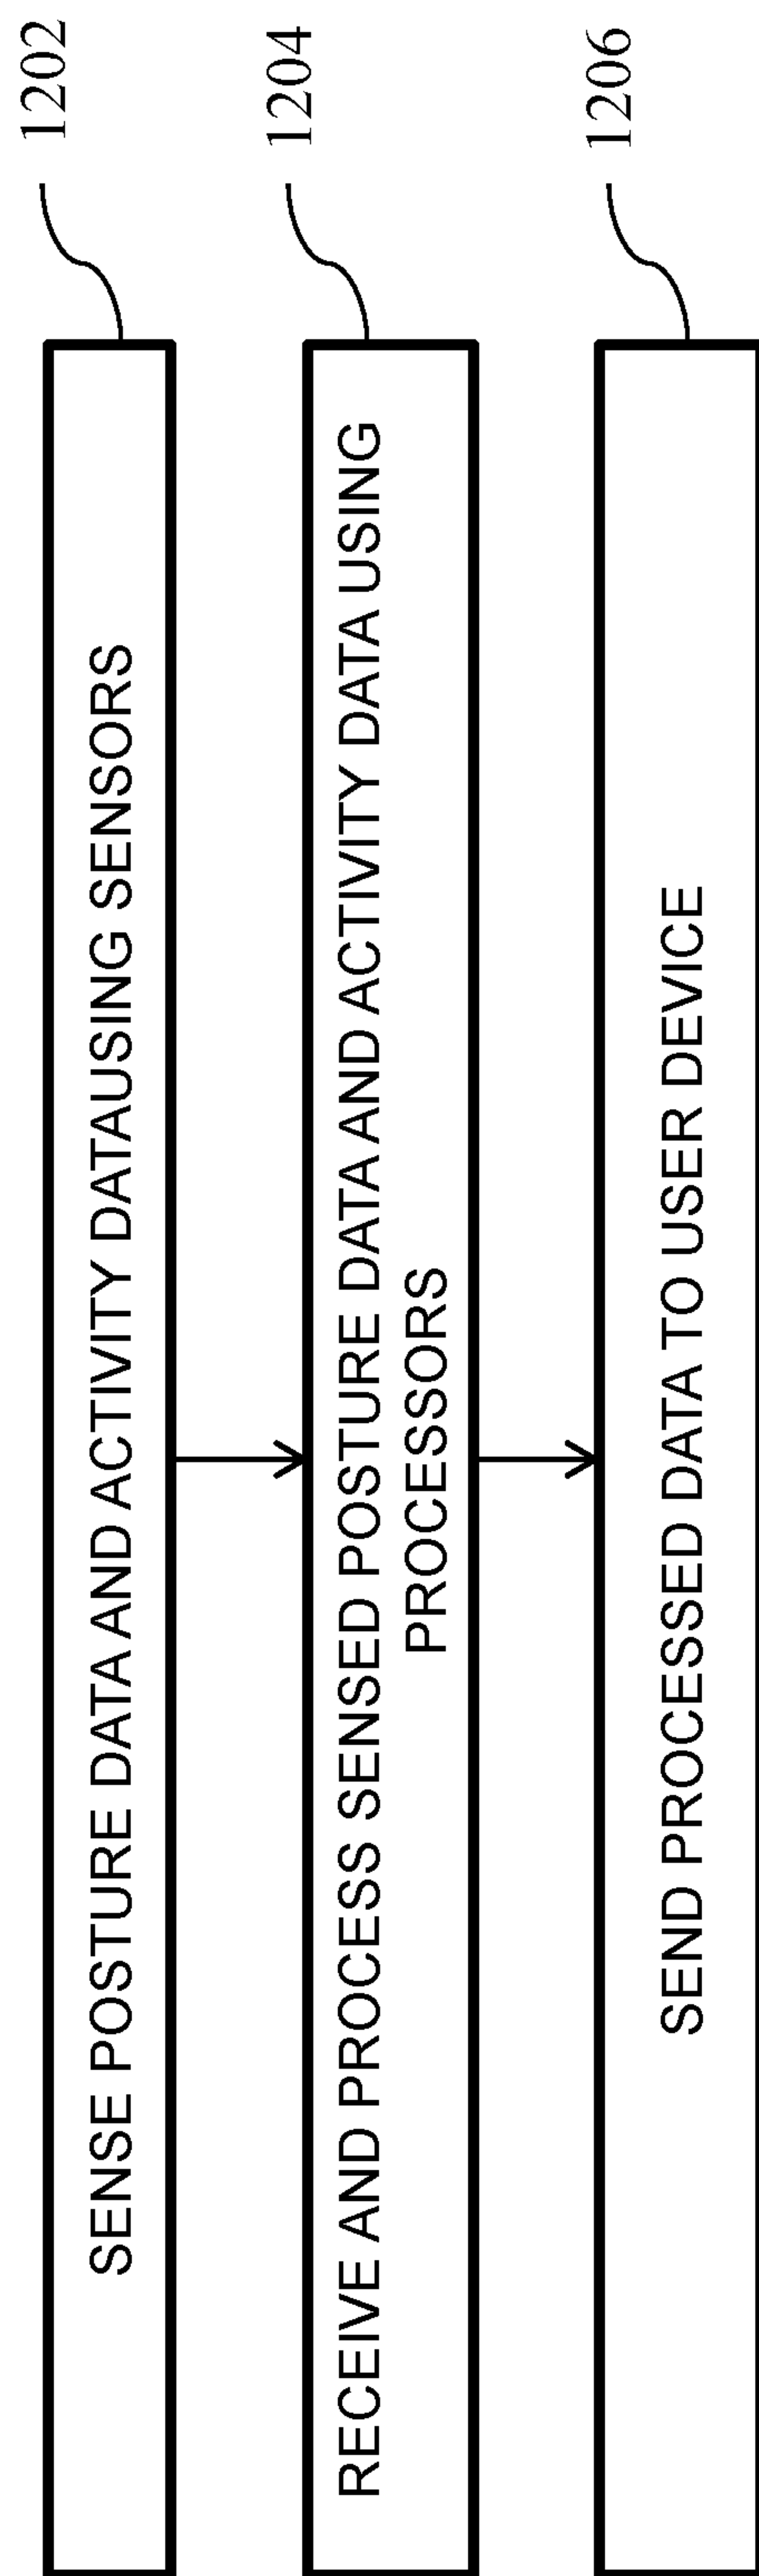 SENSE POSTURE DATA AND ACTIVITY DATAUSING SENSORS
1202
RECEIVE AND PROCESS SENSED POSTURE DATA AND ACTIVITY DATA USING
PROCESSORS
1204
SEND PROCESSED DATA TO USER DEVICE
1206